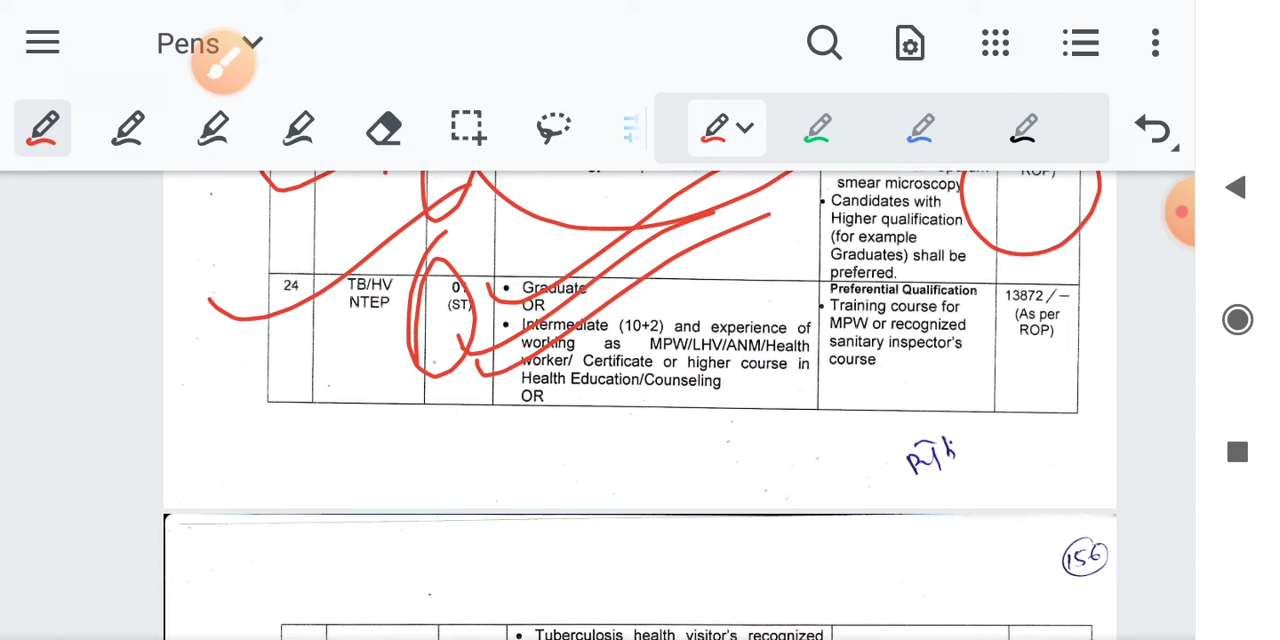 Pens
ROP)
smear microscopy
• Candidates with
Higher qualification
(for example
Graduates) shall be
preferred.
24
TB/HV
NTEP
(ST)
• Graduate
OR
• Intermediate (10+2) and experience of
working as MPW/LHV/ANM/Health
worker/ Certificate or higher course in
Health Education/Counseling
OR
Preferential Qualification
• Training course for
MPW or recognized
sanitary inspector's
course
13872/–
(As per
ROP)
156
• Tuberculosis health visitor's recognized